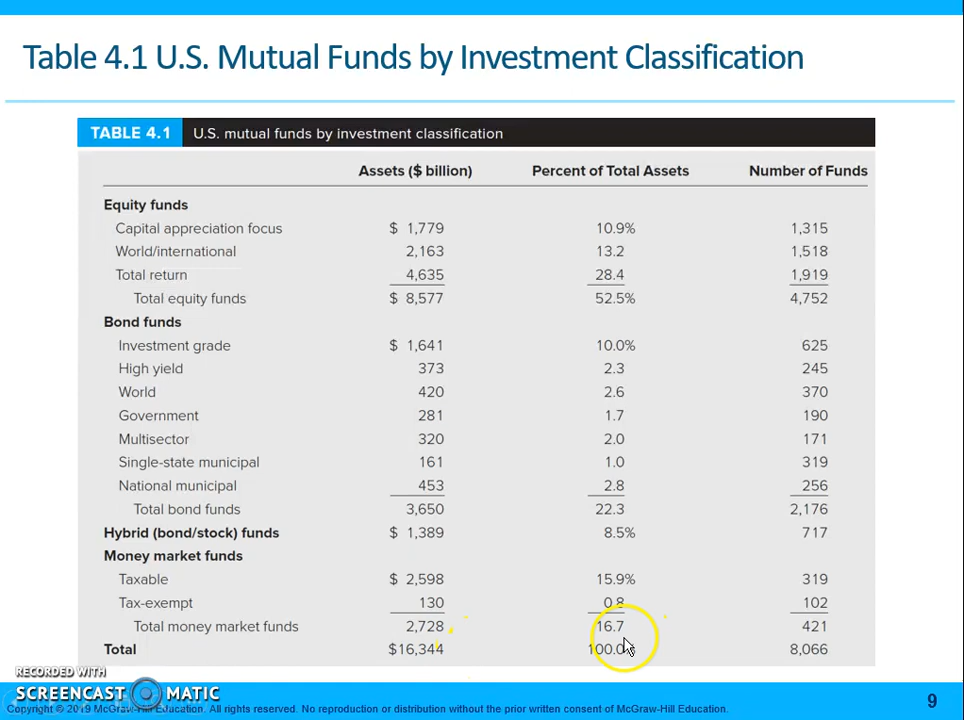 Table 4.1 U.S. Mutual Funds by Investment Classification
TABLE 4.1 U.S. mutual funds by investment classification
Assets ($ billion) Percent of Total Assets Number of Funds
Equity funds
Capital appreciation focus $ 1,779 10.9% 1,315
World/international 2,163 13.2 1,518
Total return 4,635 28.4 1,919
Total equity funds $ 8,577 52.5% 4,752
Bond funds
Investment grade $ 1,641 10.0% 625
High yield 373 2.3 245
World 420 2.6 370
Government 281 1.7 190
Multisector 320 2.0 171
Single-state municipal 161 1.0 319
National municipal 453 2.8 256
Total bond funds 3,650 22.3 2,176
Hybrid (bond/stock) funds $ 1,389 8.5% 717
Money market funds
Taxable $ 2,598 15.9% 319
Tax-exempt 130 0.8 102
Total money market funds 2,728 16.7 421
Total $16,344 100.0 8,066
RECORDED WITH
SCREENCAST MATIC
Copyright © 2019 McGraw-Hill Education. All rights reserved. No reproduction or distribution without the prior written consent of McGraw-Hill Education.
9